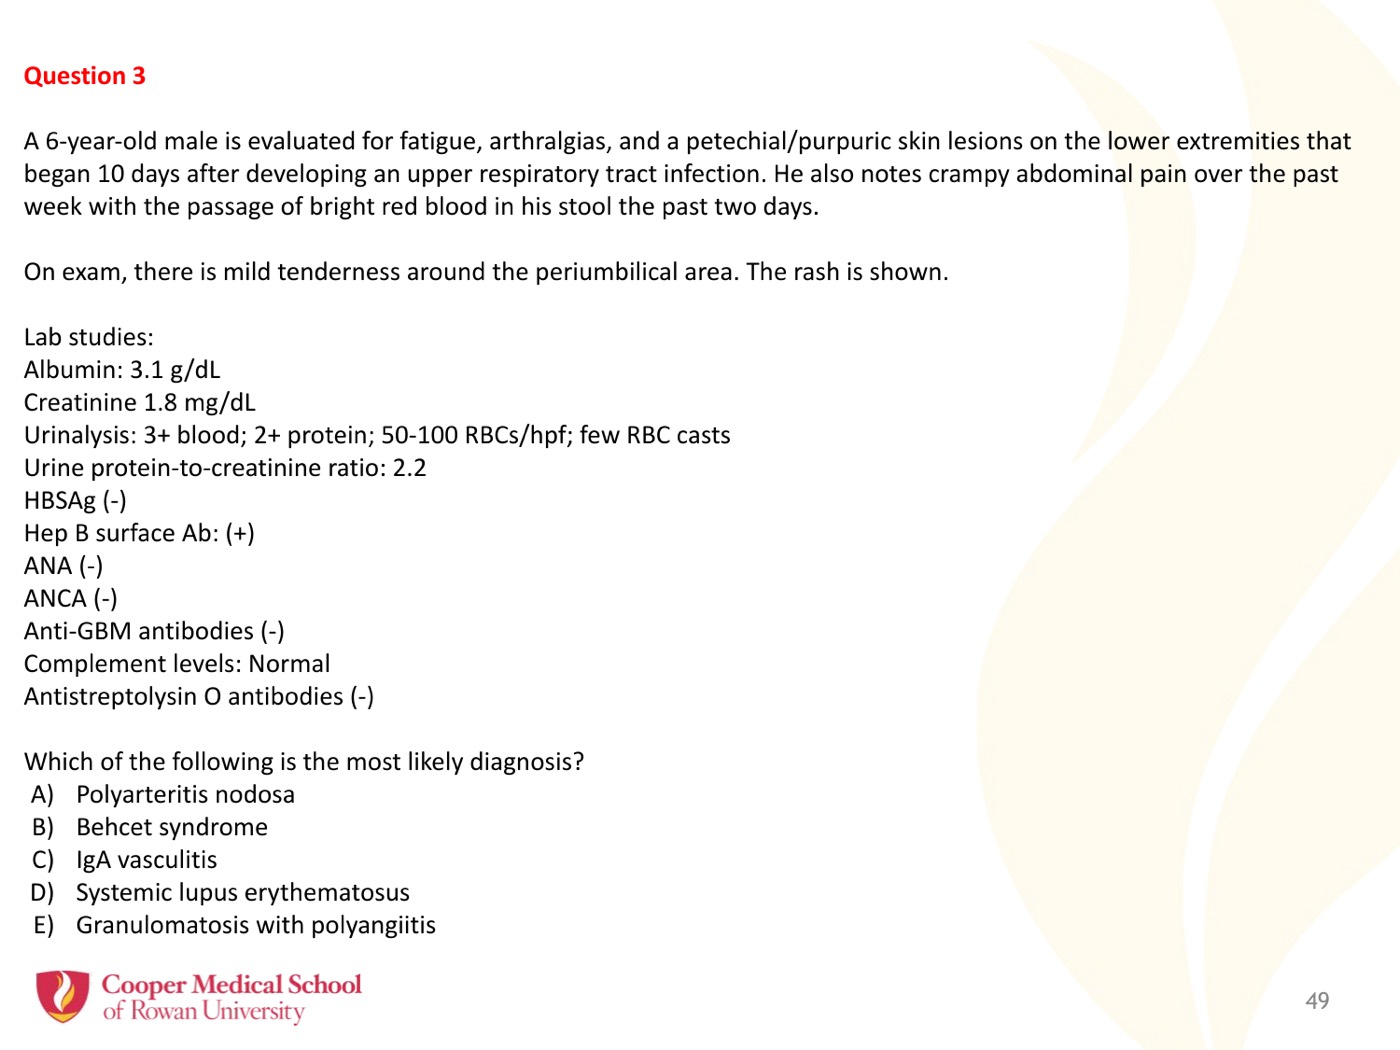 Question 3
A 6-year-old male is evaluated for fatigue, arthralgias, and a petechial/purpuric skin lesions on the lower extremities that
began 10 days after developing an upper respiratory tract infection. He also notes crampy abdominal pain over the past
week with the passage of bright red blood in his stool the past two days.
On exam, there is mild tenderness around the periumbilical area. The rash is shown.
Lab studies:
Albumin: 3.1 g/dL
Creatinine 1.8 mg/dL
Urinalysis: 3+ blood; 2+ protein; 50-100 RBCs/hpf; few RBC casts
Urine protein-to-creatinine ratio: 2.2
HBSAg (-)
Hep B surface Ab: (+)
ANA (-)
ANCA (-)
Anti-GBM antibodies (-)
Complement levels: Normal
Antistreptolysin O antibodies (-)
Which of the following is the most likely diagnosis?
A) Polyarteritis nodosa
B) Behcet syndrome
C) IgA vasculitis
D) Systemic lupus erythematosus
E) Granulomatosis with polyangiitis
Cooper Medical School
of Rowan University
49